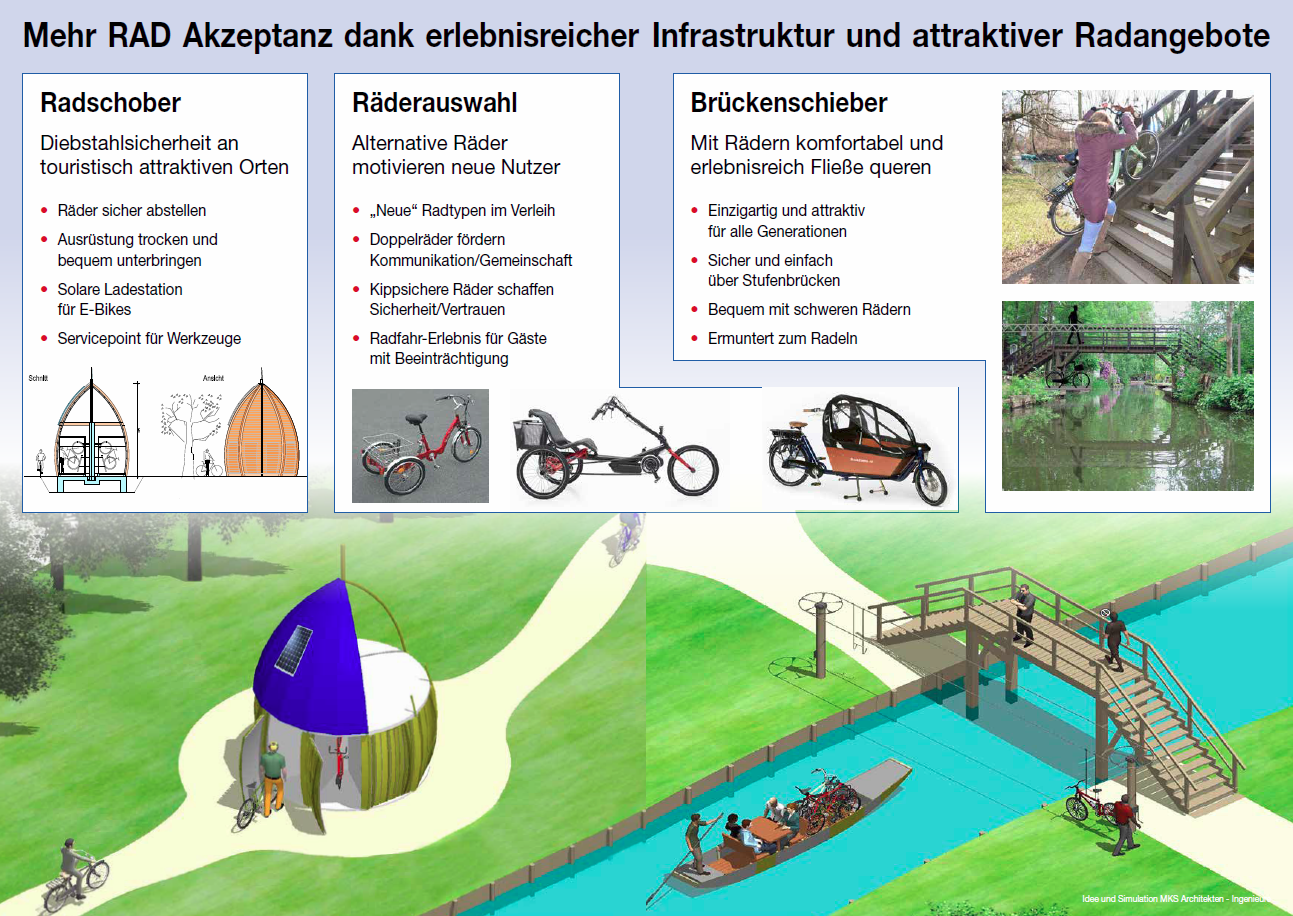 Mehr RAD Akzeptanz dank erlebnisreicher Infrastruktur und attraktiver Radangebote
Radschober
Diebstahlsicherheit an
touristisch attraktiven Orten
• Räder sicher abstellen
• Ausrüstung trocken und
bequem unterbringen
• Solare Ladestation
für E-Bikes
• Servicepoint für Werkzeuge
Schnitt
Ansicht
Räderauswahl
Alternative Räder
motivieren neue Nutzer
• „Neue“ Radtypen im Verleih
• Doppelräder fördern
Kommunikation/Gemeinschaft
• Kippsichere Räder schaffen
Sicherheit/Vertrauen
• Radfahr-Erlebnis für Gäste
mit Beeinträchtigung
Brückenschieber
Mit Rädern komfortabel und
erlebnisreich Fließe queren
• Einzigartig und attraktiv
für alle Generationen
• Sicher und einfach
über Stufenbrücken
• Bequem mit schweren Rädern
• Ermuntert zum Radeln
Idee und Simulation MKS Architekten - Ingenieure